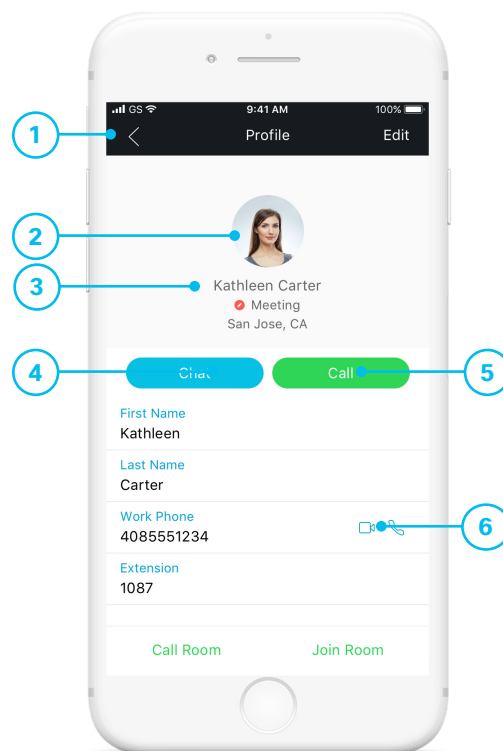 GS 9:41 AM 100%
1
Profile Edit
2
3
Kathleen Carter
Meeting
San Jose, CA
4
Chat Call
5
First Name
Kathleen
Last Name
Carter
Work Phone
4085551234
6
Extension
1087
Call Room Join Room